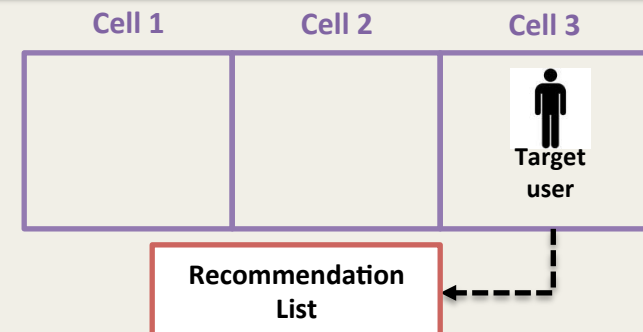 Cell 1
Cell 2
Cell 3
Target
user
Recommendation
List